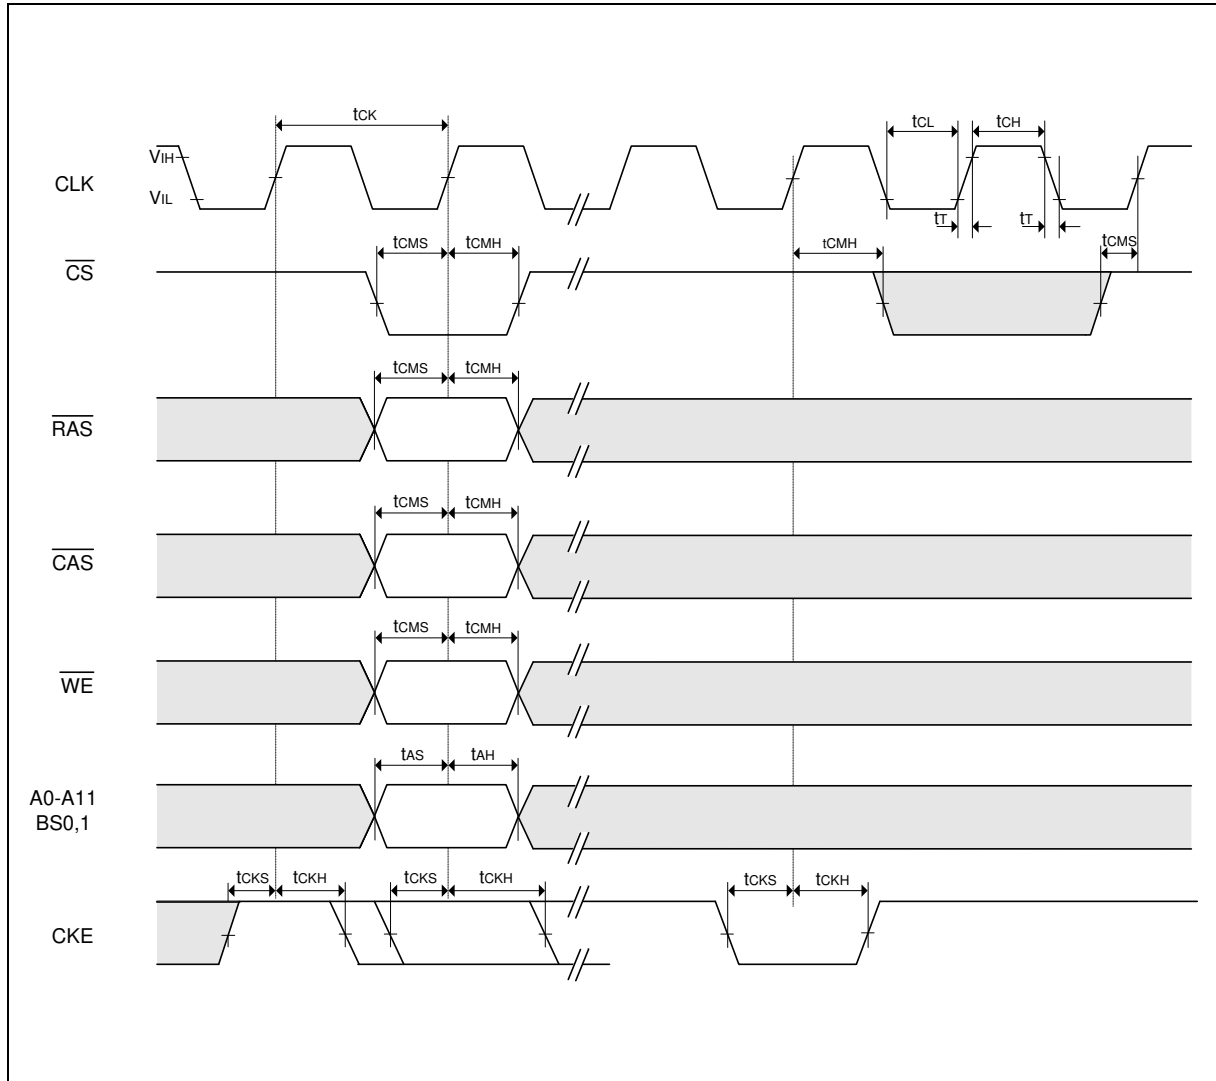 tCK
tCL
tCH
VIH
CLK
VIL
tT
tT
tCMS
tCMH
tCMH
tCMS
CS
tCMS
tCMH
RAS
tCMS
tCMH
CAS
tCMS
tCMH
WE
tAS
tAH
A0-A11
BS0,1
tCKS
tCKH
tCKS
tCKH
tCKS
tCKH
CKE